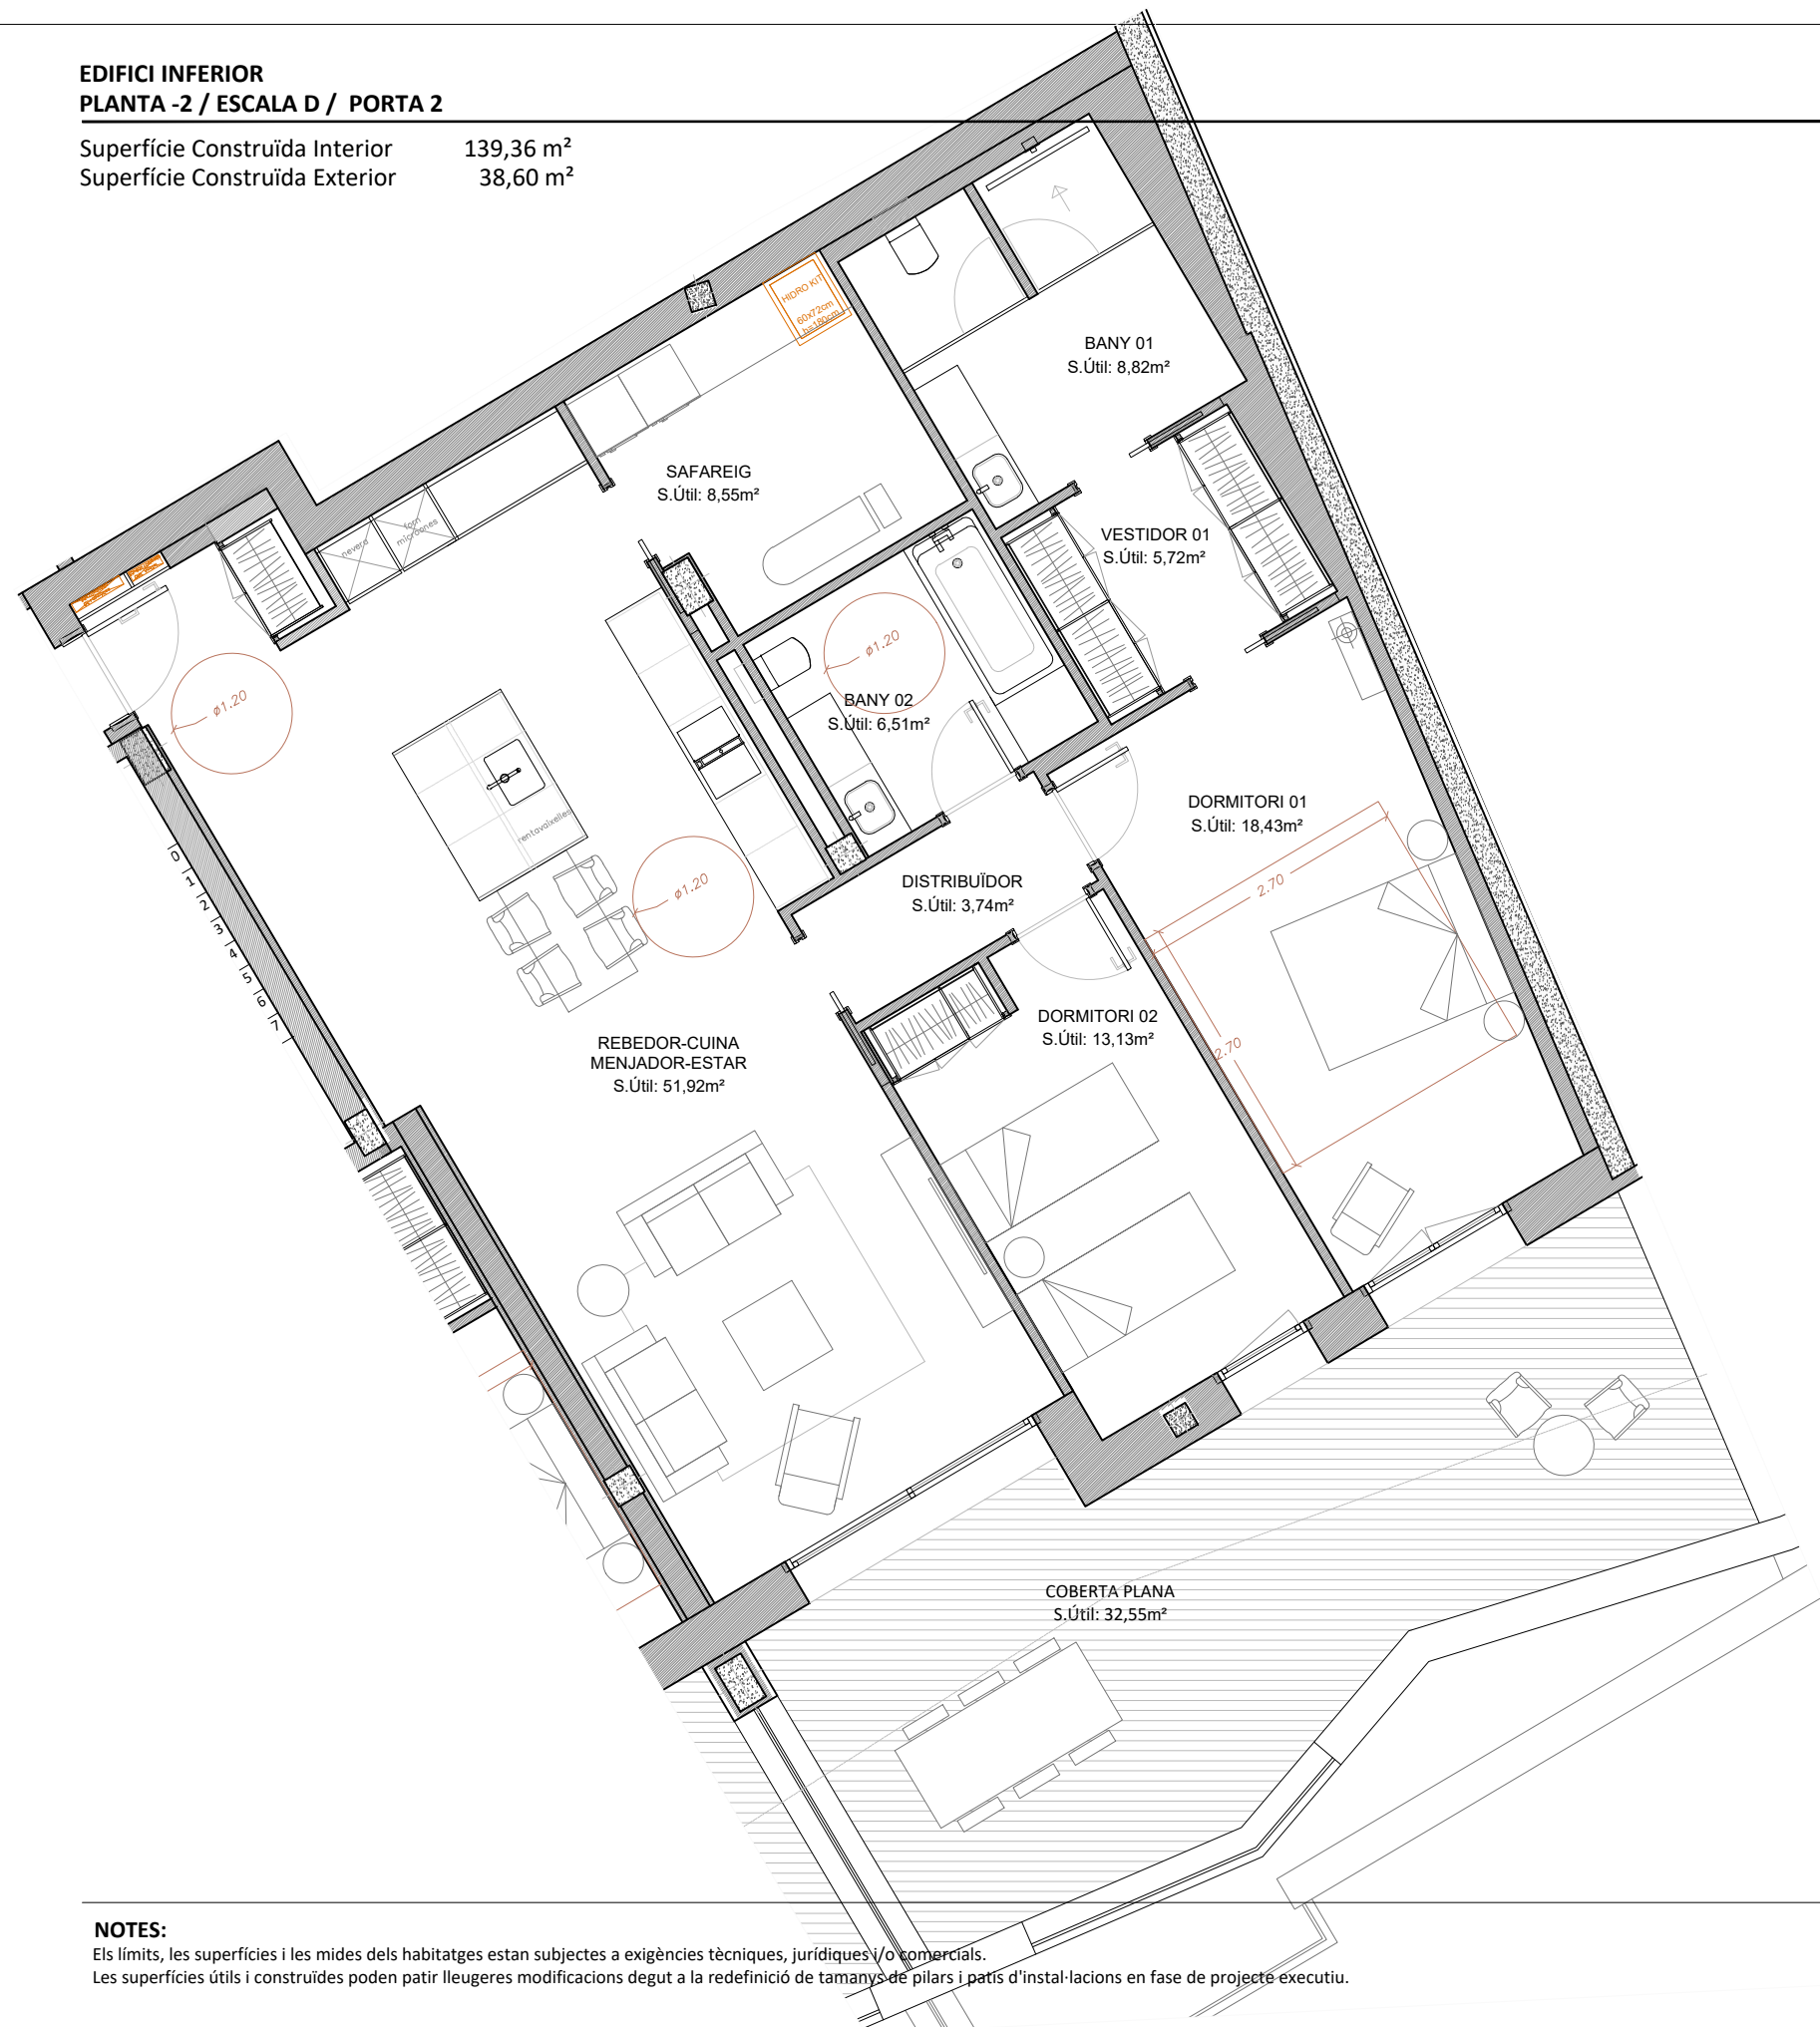 EDIFICI INFERIOR
PLANTA -2 / ESCALA D / PORTA 2
Superfície Construïda Interior 139,36 m²
Superfície Construïda Exterior 38,60 m²
HIDRO KIT
60x72cm
h=180cm
BANY 01
S.Útil: 8,82m²
SAFAREIG
S.Útil: 8,55m²
nevera
forn
microones
VESTIDOR 01
S.Útil: 5,72m²
ø1.20
ø1.20
BANY 02
S.Útil: 6,51m²
rentavaixelles
ø1.20
DORMITORI 01
S.Útil: 18,43m²
2.70
2.70
DISTRIBUÏDOR
S.Útil: 3,74m²
0
1
2
3
4
5
6
7
DORMITORI 02
S.Útil: 13,13m²
REBEDOR-CUINA
MENJADOR-ESTAR
S.Útil: 51,92m²
COBERTA PLANA
S.Útil: 32,55m²
NOTES:
Els límits, les superfícies i les mides dels habitatges estan subjectes a exigències tècniques, jurídiques i/o comercials.
Les superfícies útils i construïdes poden patir lleugeres modificacions degut a la redefinició de tamanys de pilars i patis d'instal·lacions en fase de projecte executiu.